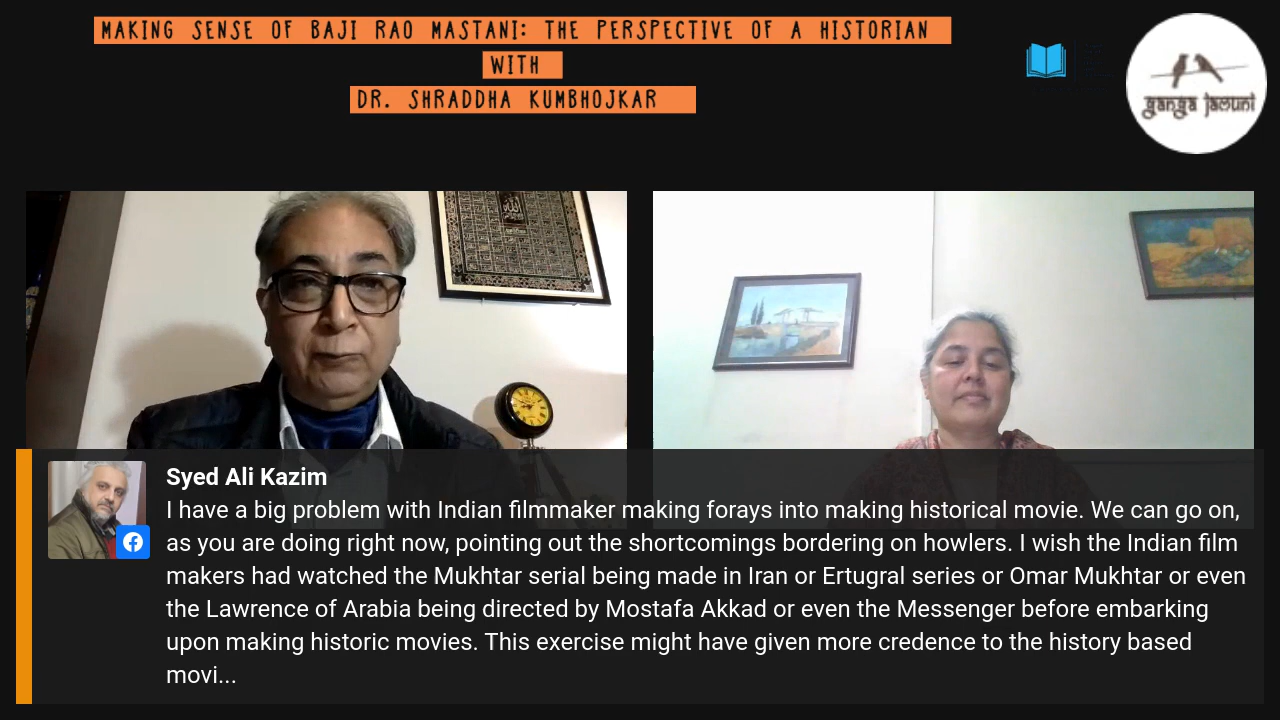 MAKING SENSE OF BAJI RAO MASTANI: THE PERSPECTIVE OF A HISTORIAN
WITH
DR. SHRADDHA KUMBHOJKAR
ganga jamuni
Syed Ali Kazim
I have a big problem with Indian filmmaker making forays into making historical movie. We can go on,
as you are doing right now, pointing out the shortcomings bordering on howlers. I wish the Indian film
makers had watched the Mukhtar serial being made in Iran or Ertugral series or Omar Mukhtar or even
the Lawrence of Arabia being directed by Mostafa Akkad or even the Messenger before embarking
upon making historic movies. This exercise might have given more credence to the history based
movi...